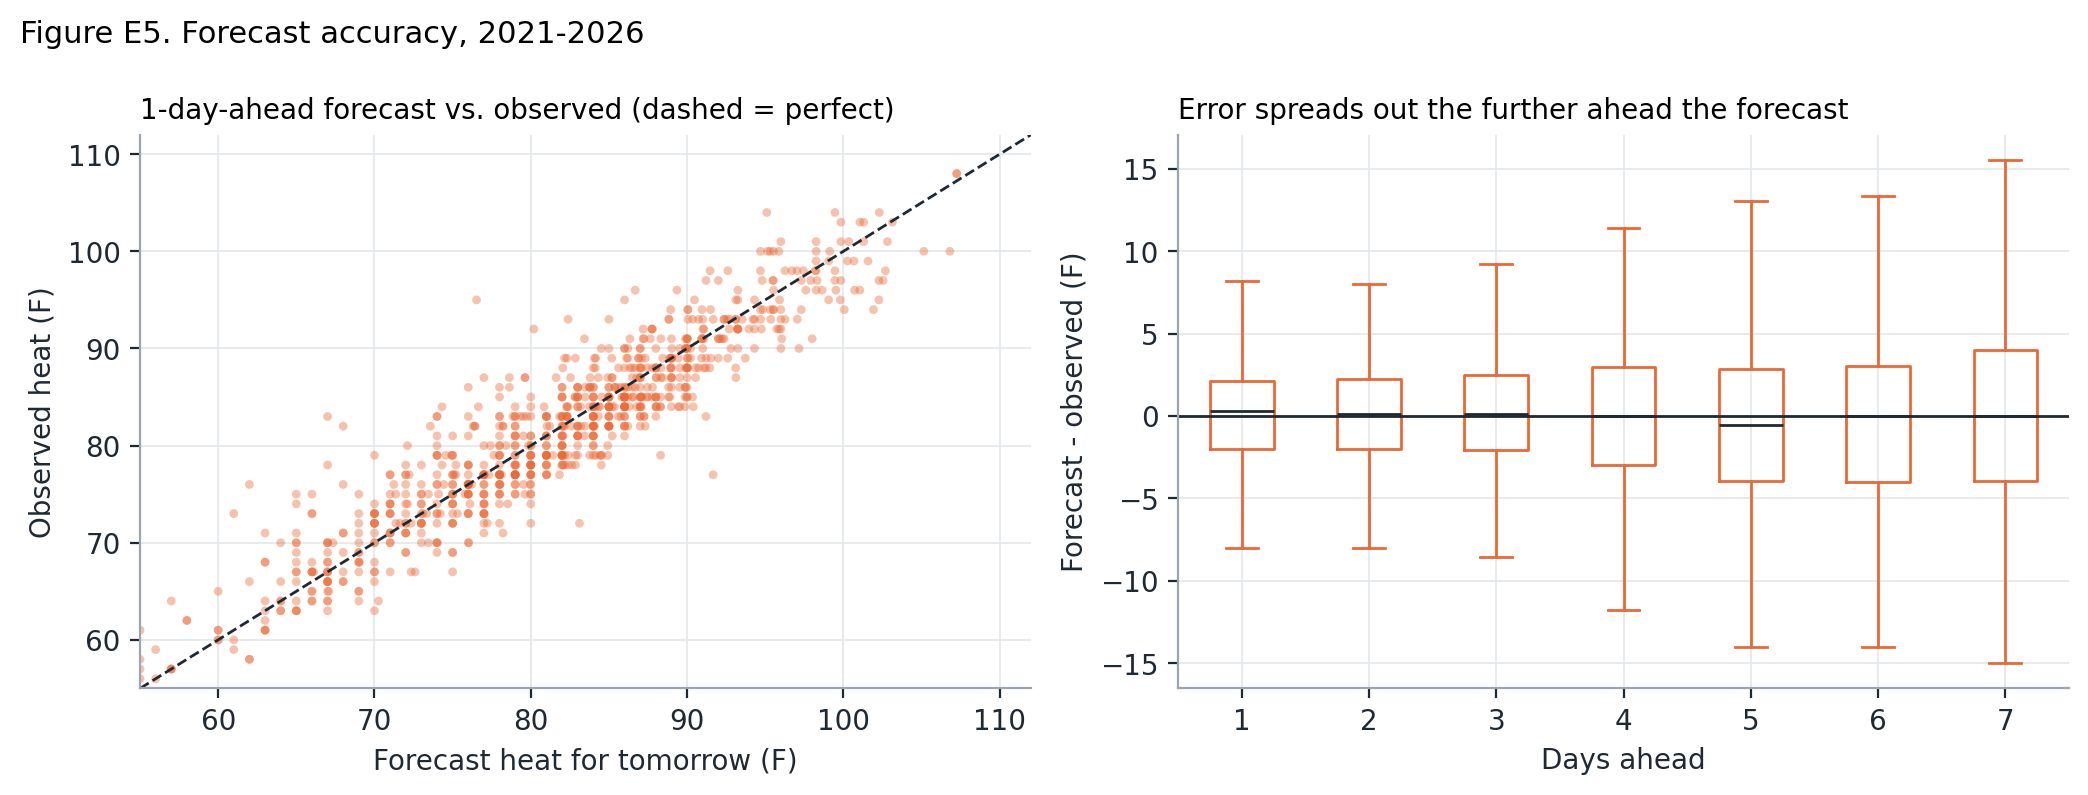 Figure E5. Forecast accuracy, 2021-2026
1-day-ahead forecast vs. observed (dashed = perfect)
Observed heat (F)
110
100
90
80
70
60
60 70 80 90 100 110
Forecast heat for tomorrow (F)
Error spreads out the further ahead the forecast
Forecast - observed (F)
15
10
5
0
−5
−10
−15
1 2 3 4 5 6 7
Days ahead